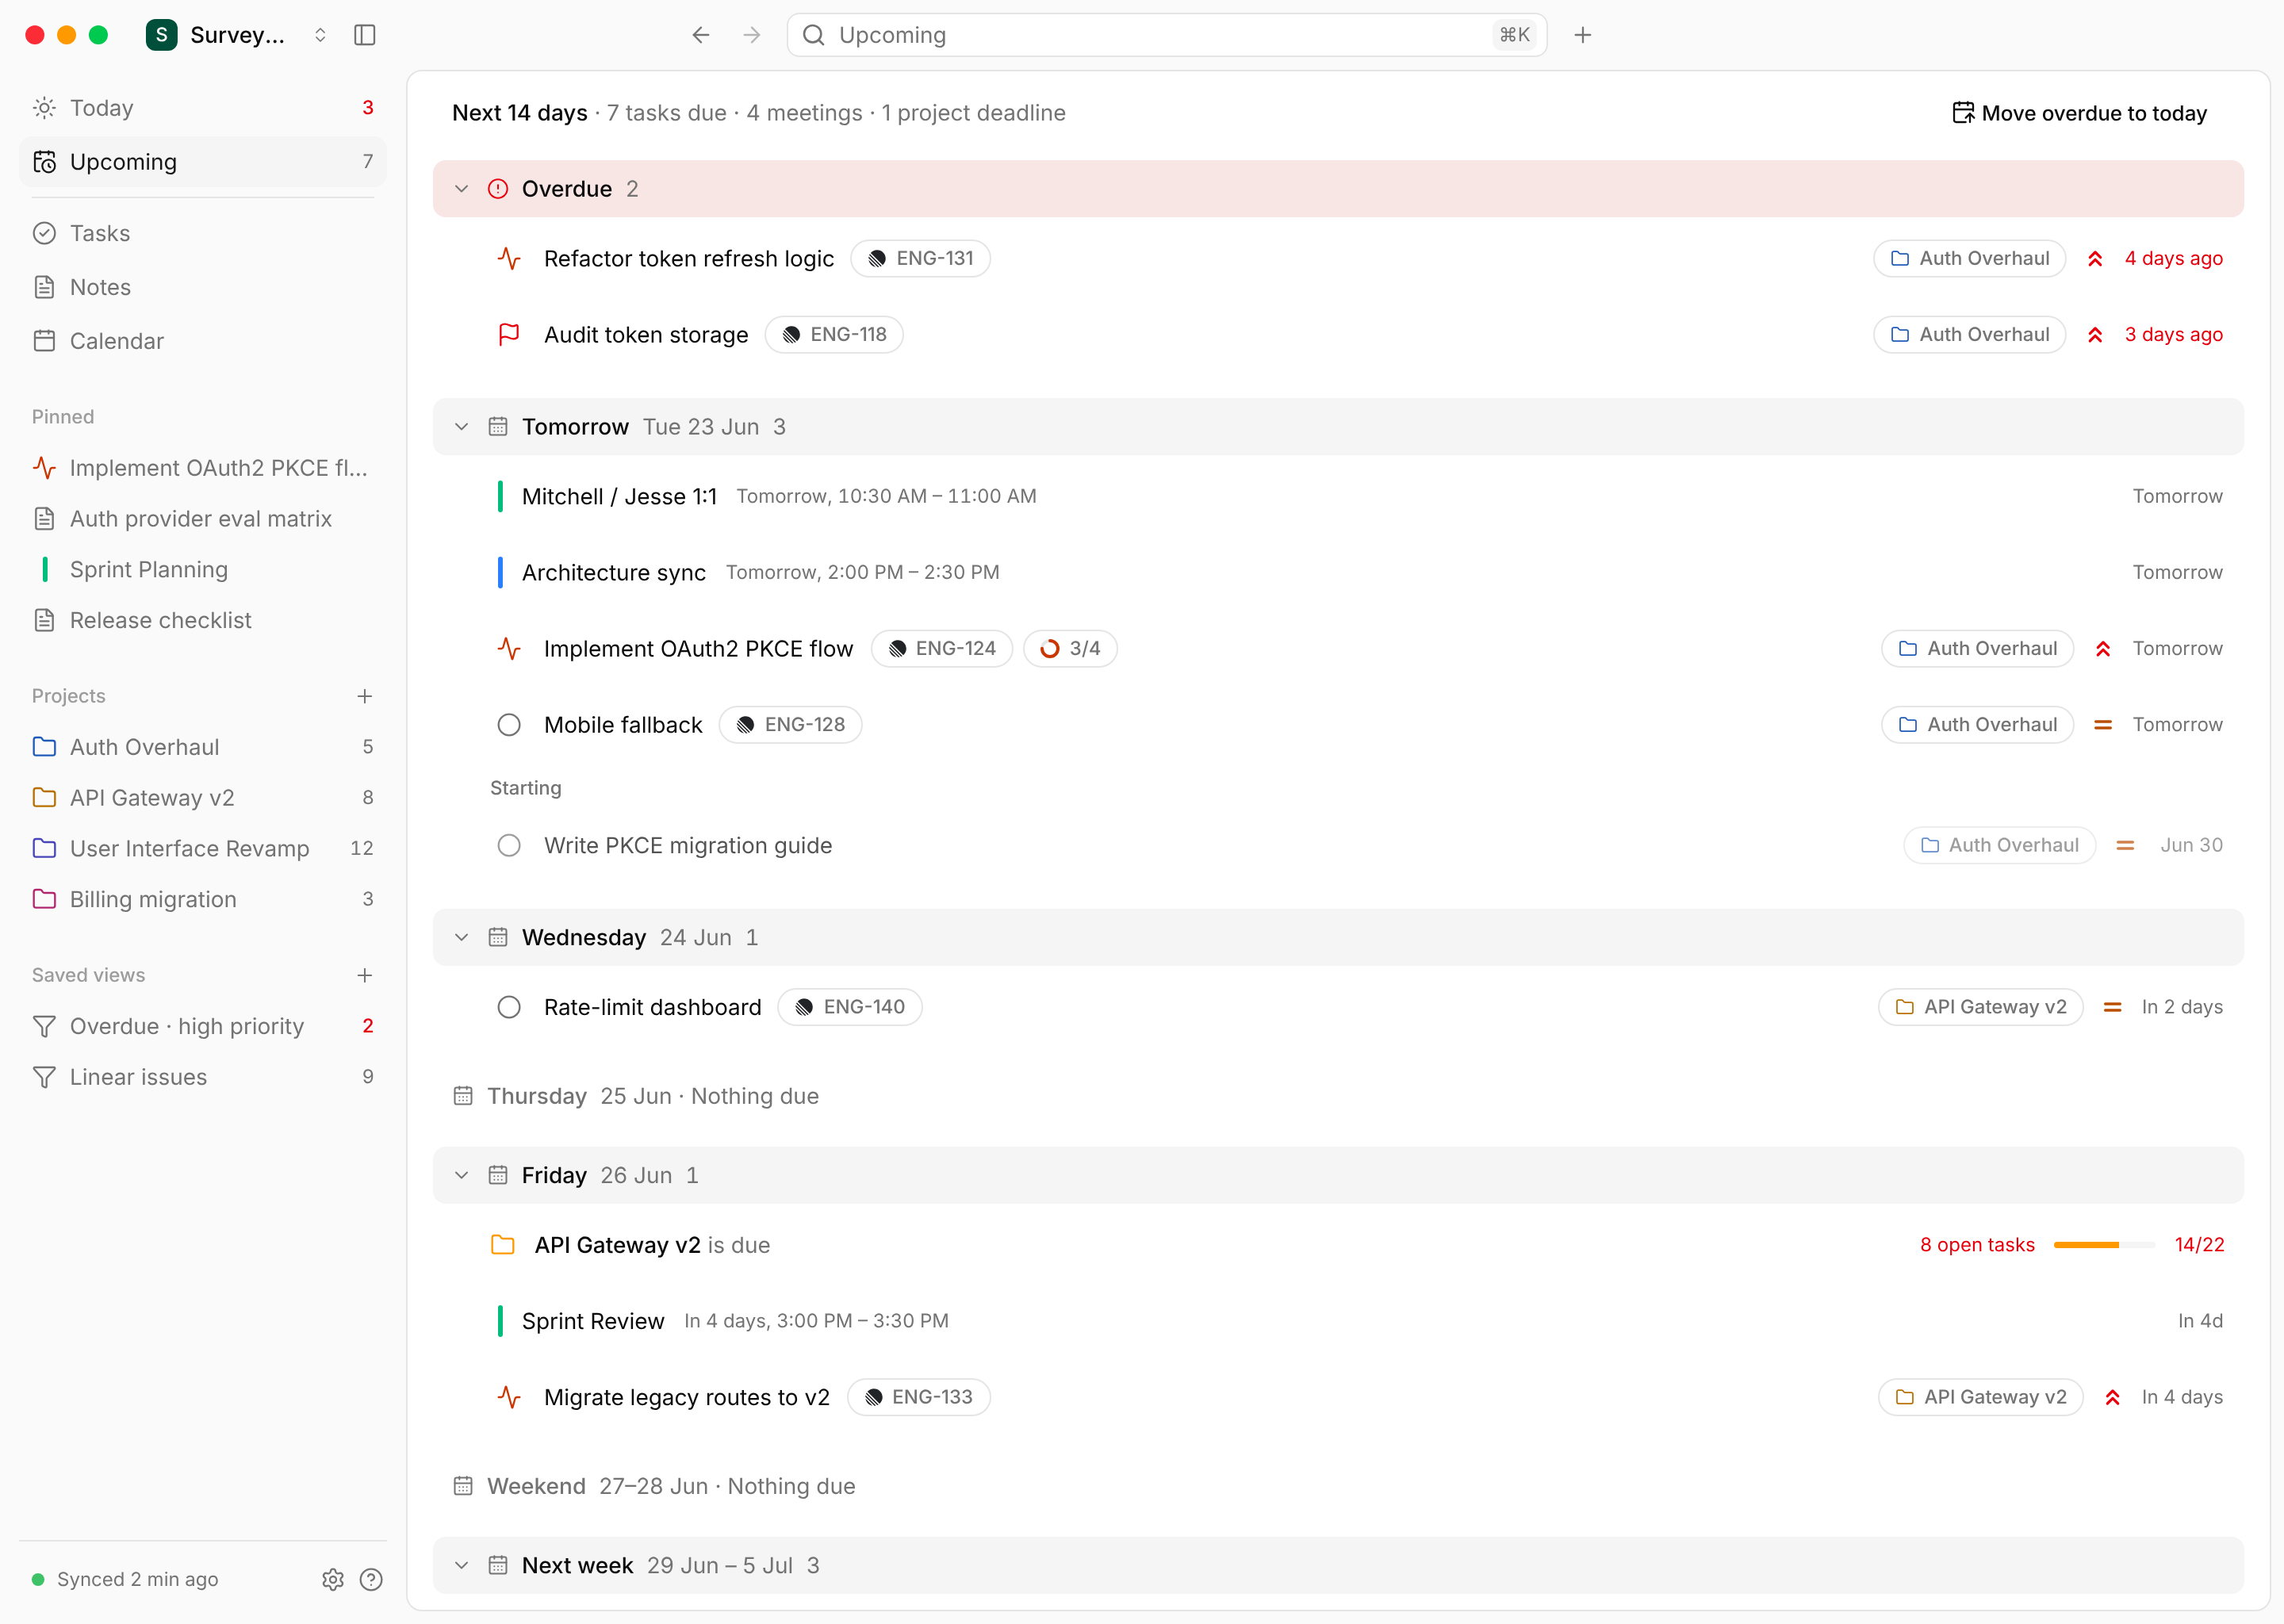 S Survey...
Upcoming ⌘K
Today 3
Upcoming 7
Tasks
Notes
Calendar
Pinned
Implement OAuth2 PKCE fl...
Auth provider eval matrix
Sprint Planning
Release checklist
Projects
Auth Overhaul 5
API Gateway v2 8
User Interface Revamp 12
Billing migration 3
Saved views
Overdue · high priority 2
Linear issues 9
Synced 2 min ago
Next 14 days · 7 tasks due · 4 meetings · 1 project deadline Move overdue to today
Overdue 2
Refactor token refresh logic ENG-131 Auth Overhaul 4 days ago
Audit token storage ENG-118 Auth Overhaul 3 days ago
Tomorrow Tue 23 Jun 3
Mitchell / Jesse 1:1 Tomorrow, 10:30 AM – 11:00 AM Tomorrow
Architecture sync Tomorrow, 2:00 PM – 2:30 PM Tomorrow
Implement OAuth2 PKCE flow ENG-124 3/4 Auth Overhaul Tomorrow
Mobile fallback ENG-128 Auth Overhaul Tomorrow
Starting
Write PKCE migration guide Auth Overhaul Jun 30
Wednesday 24 Jun 1
Rate-limit dashboard ENG-140 API Gateway v2 In 2 days
Thursday 25 Jun · Nothing due
Friday 26 Jun 1
API Gateway v2 is due 8 open tasks 14/22
Sprint Review In 4 days, 3:00 PM – 3:30 PM In 4d
Migrate legacy routes to v2 ENG-133 API Gateway v2 In 4 days
Weekend 27–28 Jun · Nothing due
Next week 29 Jun – 5 Jul 3